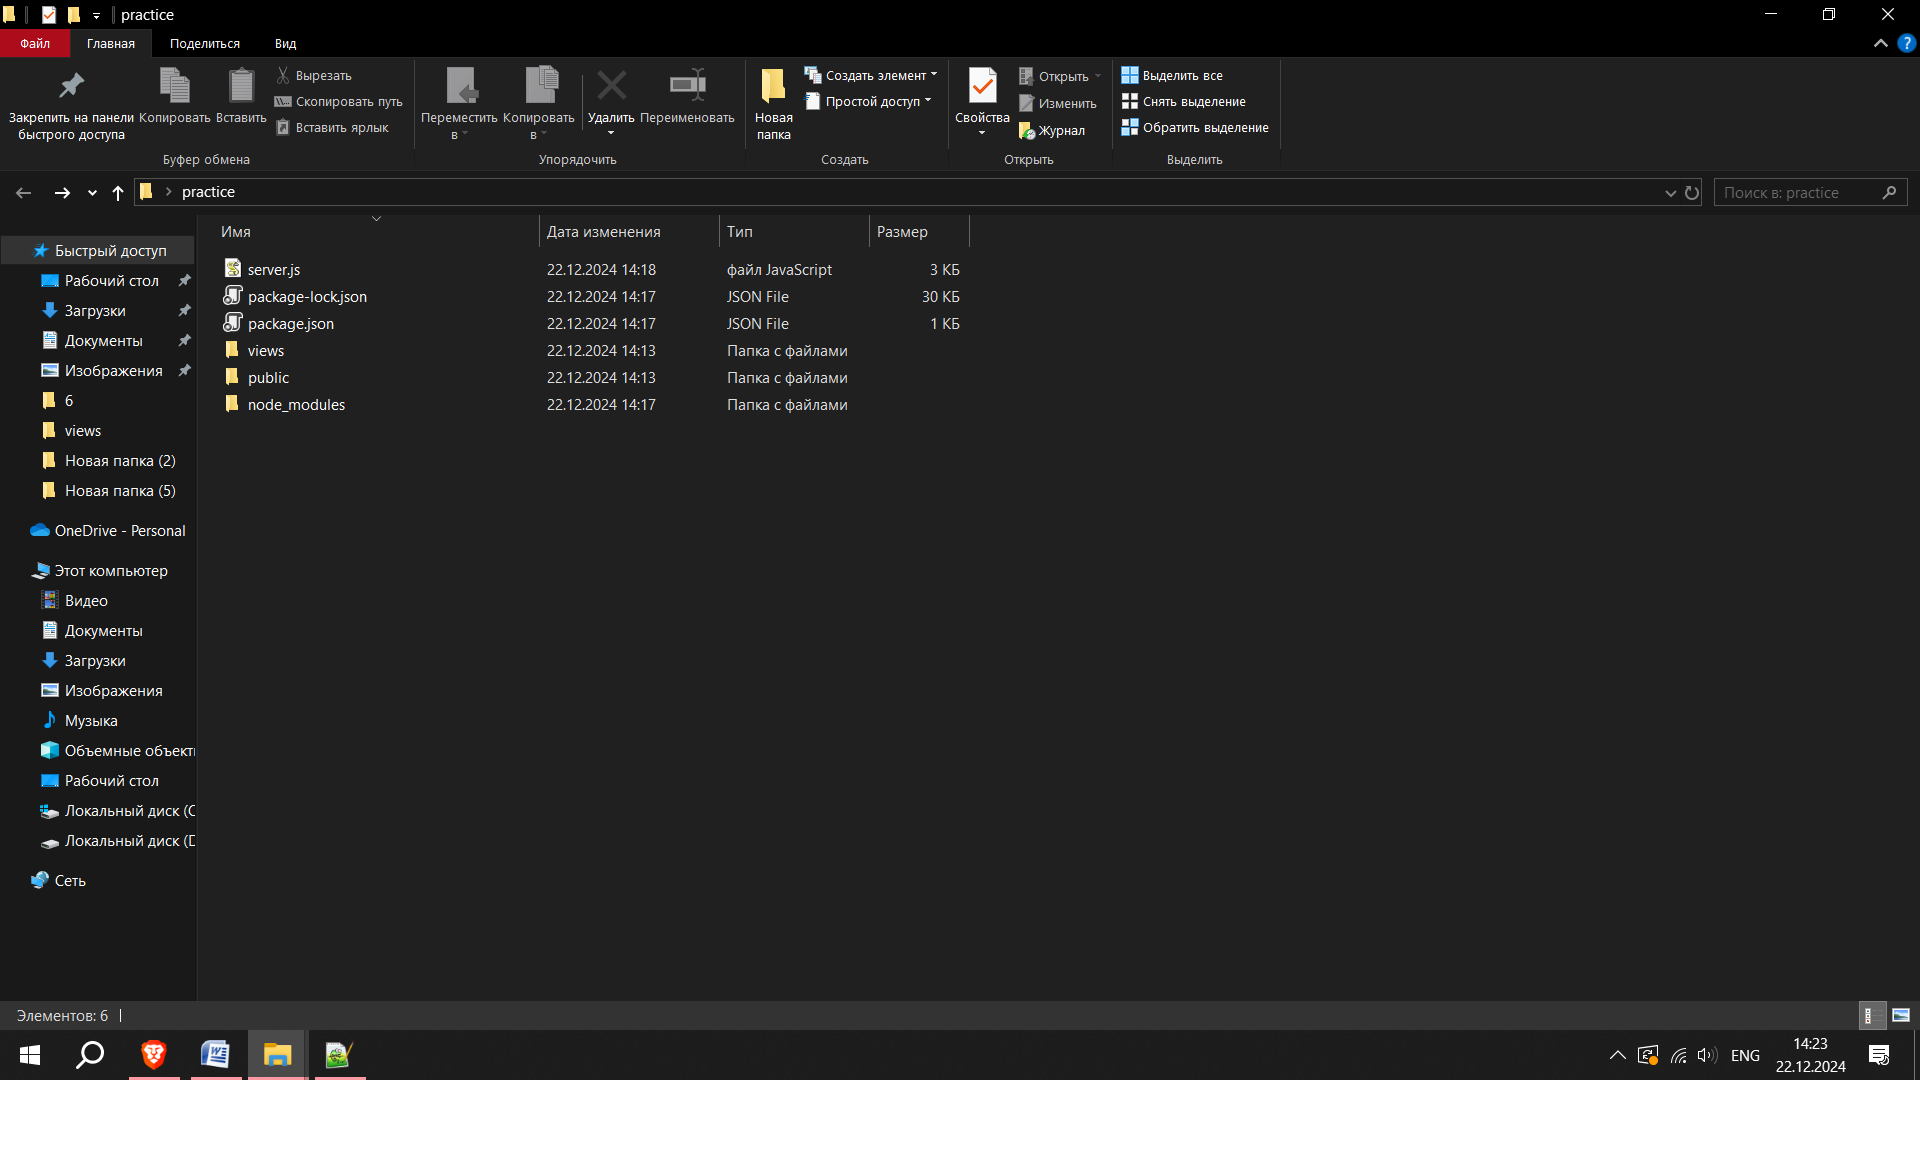 practice
Файл Главная Поделиться Вид
Закрепить на панели быстрого доступа
Копировать
Вставить
Вырезать
Скопировать путь
Вставить ярлык
Буфер обмена
Переместить в
Копировать в
Удалить
Переименовать
Упорядочить
Новая папка
Создать элемент
Простой доступ
Создать
Свойства
Открыть
Изменить
Журнал
Открыть
Выделить все
Снять выделение
Обратить выделение
Выделить
practice
Поиск в: practice
Быстрый доступ
Рабочий стол
Загрузки
Документы
Изображения
6
views
Новая папка (2)
Новая папка (5)
OneDrive - Personal
Этот компьютер
Видео
Документы
Загрузки
Изображения
Музыка
Объемные объект
Рабочий стол
Локальный диск (C
Локальный диск (D
Сеть
Имя Дата изменения Тип Размер
server.js 22.12.2024 14:18 файл JavaScript 3 КБ
package-lock.json 22.12.2024 14:17 JSON File 30 КБ
package.json 22.12.2024 14:17 JSON File 1 КБ
views 22.12.2024 14:13 Папка с файлами
public 22.12.2024 14:13 Папка с файлами
node_modules 22.12.2024 14:17 Папка с файлами
Элементов: 6
ENG
14:23
22.12.2024